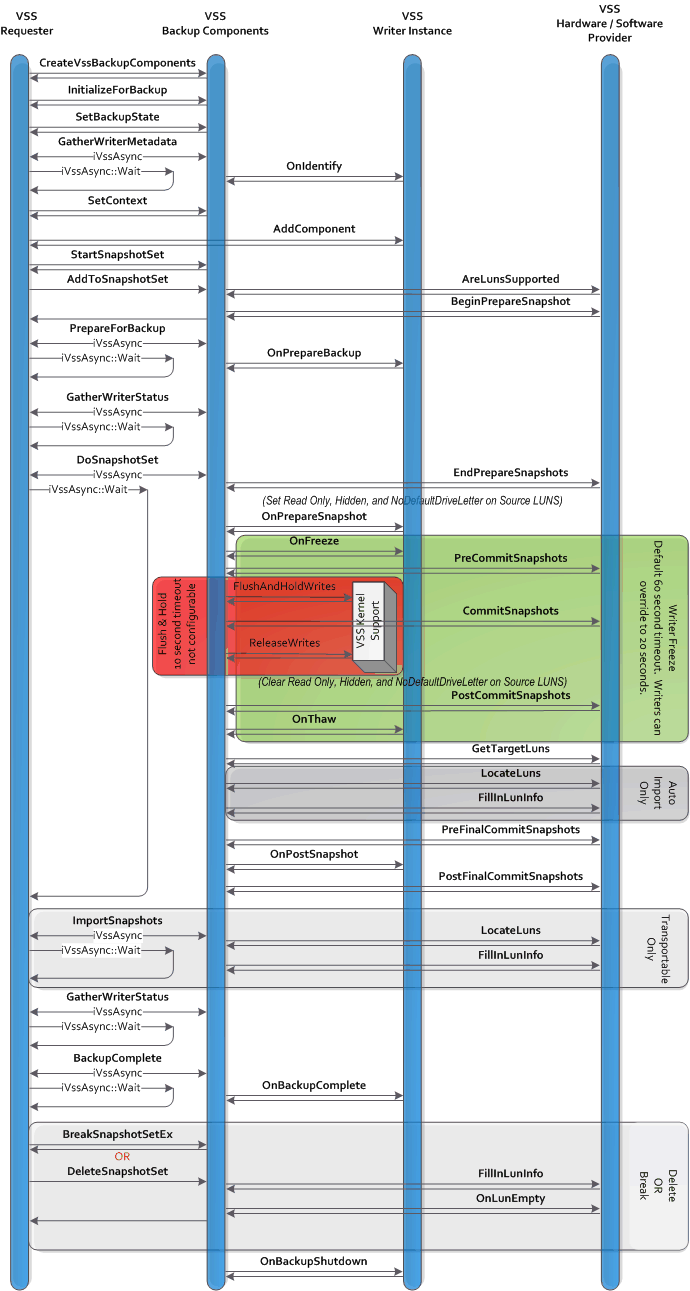 VSS
Requester
VSS
Backup Components
VSS
Writer Instance
VSS
Hardware / Software
Provider
CreateVssBackupComponents
InitializeForBackup
SetBackupState
GatherWriterMetadata
iVssAsync
iVssAsync::Wait
OnIdentify
SetContext
AddComponent
StartSnapshotSet
AddToSnapshotSet
AreLunsSupported
BeginPrepareSnapshot
PrepareForBackup
iVssAsync
iVssAsync::Wait
OnPrepareBackup
GatherWriterStatus
iVssAsync
iVssAsync::Wait
DoSnapshotSet
iVssAsync
iVssAsync::Wait
EndPrepareSnapshots
(Set Read Only, Hidden, and NoDefaultDriveLetter on Source LUNS)
OnPrepareSnapshot
OnFreeze
PreCommitSnapshots
Writer Freeze
Default 60 second timeout. Writers can
override to 20 seconds.
Flush & Hold
10 second timeout
not configurable
FlushAndHoldWrites
VSS Kernel
Support
CommitSnapshots
ReleaseWrites
(Clear Read Only, Hidden, and NoDefaultDriveLetter on Source LUNS)
PostCommitSnapshots
OnThaw
GetTargetLuns
LocateLuns
FillInLunInfo
Auto
Import
Only
PreFinalCommitSnapshots
OnPostSnapshot
PostFinalCommitSnapshots
ImportSnapshots
iVssAsync
iVssAsync::Wait
LocateLuns
FillInLunInfo
Transportable
Only
GatherWriterStatus
iVssAsync
iVssAsync::Wait
BackupComplete
iVssAsync
iVssAsync::Wait
OnBackupComplete
BreakSnapshotSetEx
OR
DeleteSnapshotSet
FillInLunInfo
OnLunEmpty
Delete
OR
Break
OnBackupShutdown